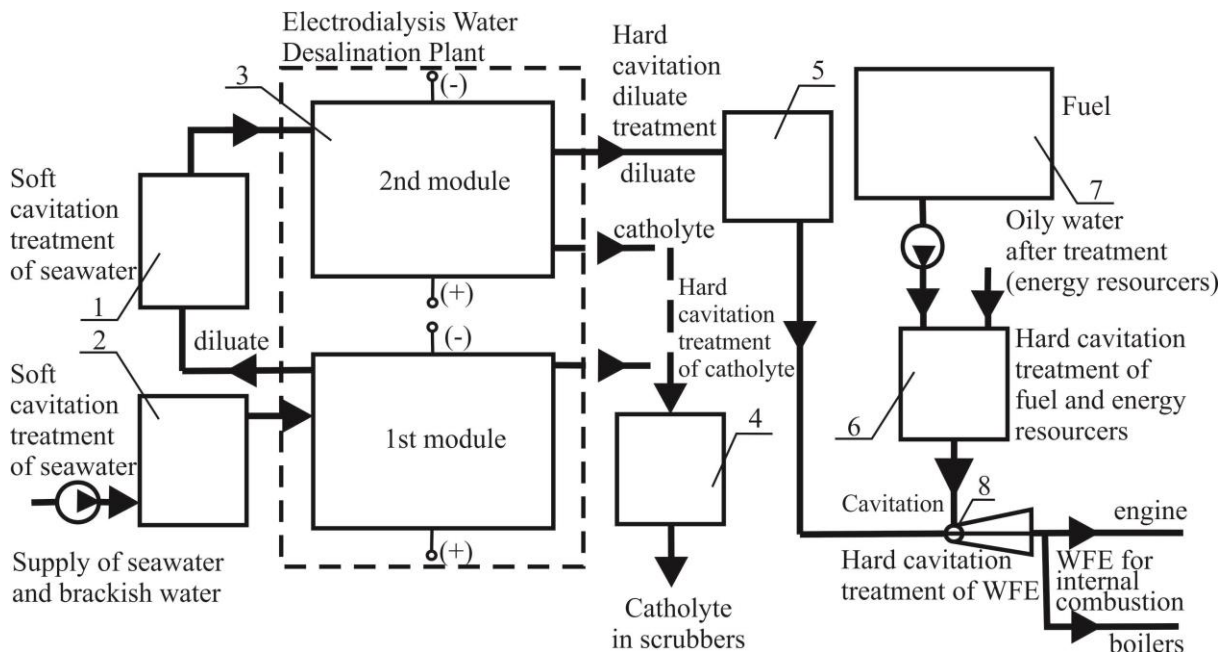 Electrodialysis Water
Desalination Plant
3
(-)
2nd module
(+)
Soft
cavitation
treatment
of seawater
1
diluate
2
Soft
cavitation
treatment
of seawater
Supply of seawater
and brackish water
(-)
1st module
(+)
Hard
cavitation
diluate
treatment
diluate
catholyte
Hard
cavitation
treatment
of catholyte
4
Catholyte
in scrubbers
5
Fuel
7
Oily water
after treatment
(energy resourcers)
Hard cavitation
treatment of
fuel and energy
resourcers
6
Cavitation
8
Hard cavitation
treatment of WFE
engine
WFE for
internal
combustion
boilers